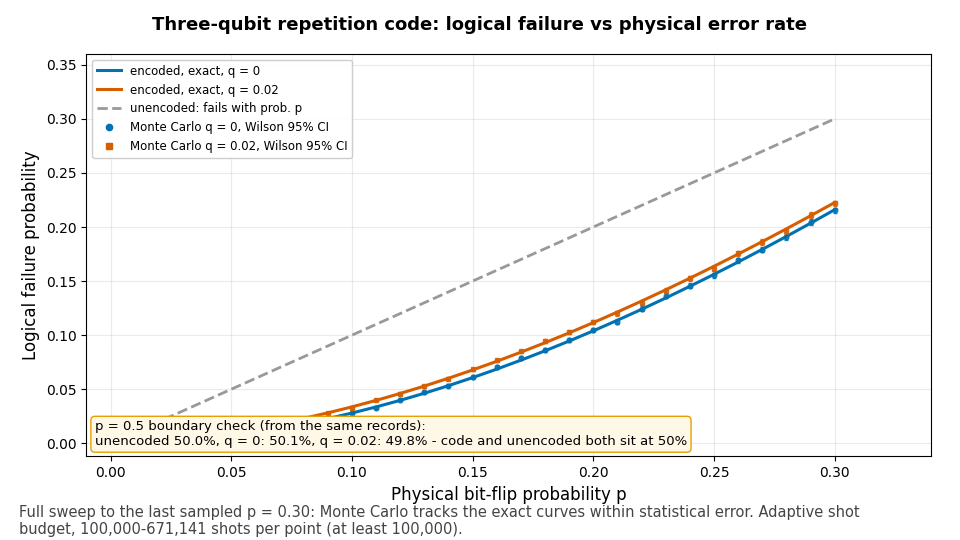 Three-qubit repetition code: logical failure vs physical error rate
0.35
0.30
0.25
0.20
0.15
0.10
0.05
0.00
Logical failure probability
encoded, exact, q = 0
encoded, exact, q = 0.02
unencoded: fails with prob. p
Monte Carlo q = 0, Wilson 95% CI
Monte Carlo q = 0.02, Wilson 95% CI
p = 0.5 boundary check (from the same records):
unencoded 50.0%, q = 0: 50.1%, q = 0.02: 49.8% - code and unencoded both sit at 50%
0.00 0.05 0.10 0.15 0.20 0.25 0.30
Physical bit-flip probability p
Full sweep to the last sampled p = 0.30: Monte Carlo tracks the exact curves within statistical error. Adaptive shot
budget, 100,000-671,141 shots per point (at least 100,000).